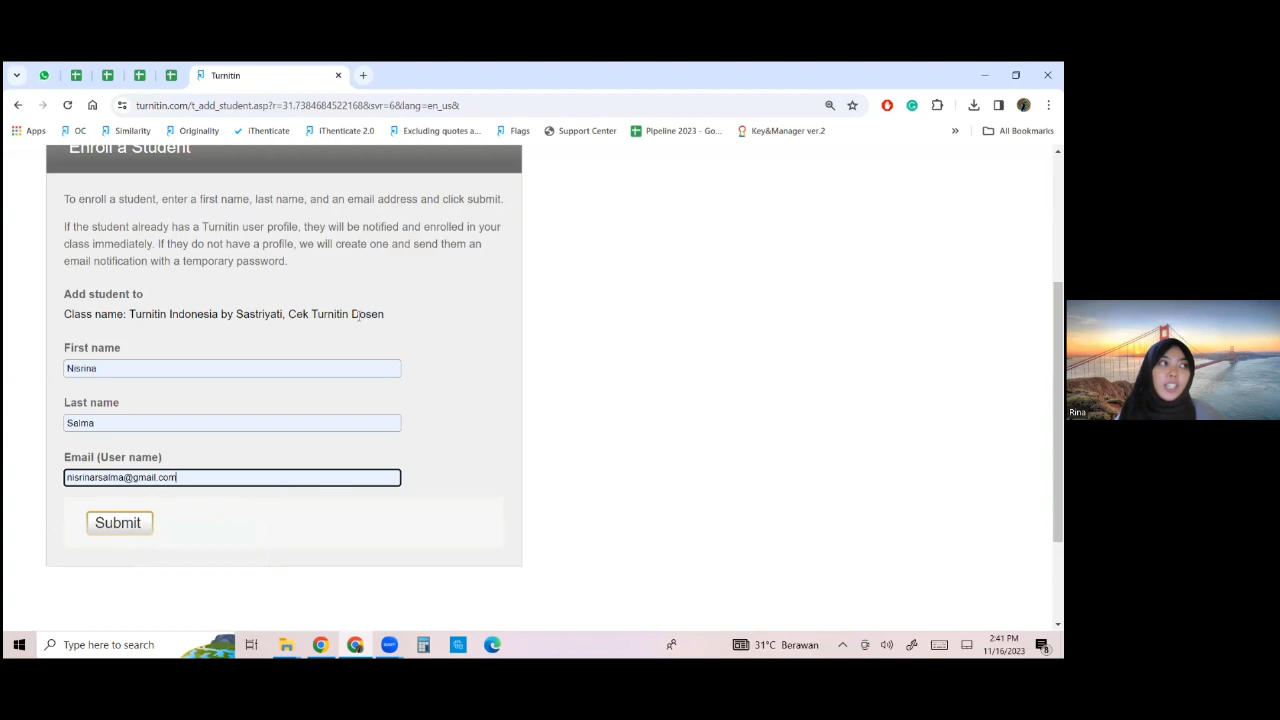 Turnitin
turnitin.com/t_add_student.asp?r=31.7384684522168&svr=6&lang=en_us&
Apps OC Similarity Originality iThenticate iThenticate 2.0 Excluding quotes a... Flags Support Center Pipeline 2023 - Go... Key&Manager ver.2 » All Bookmarks
Enroll a Student
To enroll a student, enter a first name, last name, and an email address and click submit.
If the student already has a Turnitin user profile, they will be notified and enrolled in your
class immediately. If they do not have a profile, we will create one and send them an
email notification with a temporary password.
Add student to
Class name: Turnitin Indonesia by Sastriyati, Cek Turnitin Dosen
First name
Nisrina
Last name
Salma
Email (User name)
nisrinarsalma@gmail.com
Submit
Rina
Type here to search
31°C Berawan
2:41 PM
11/16/2023
8